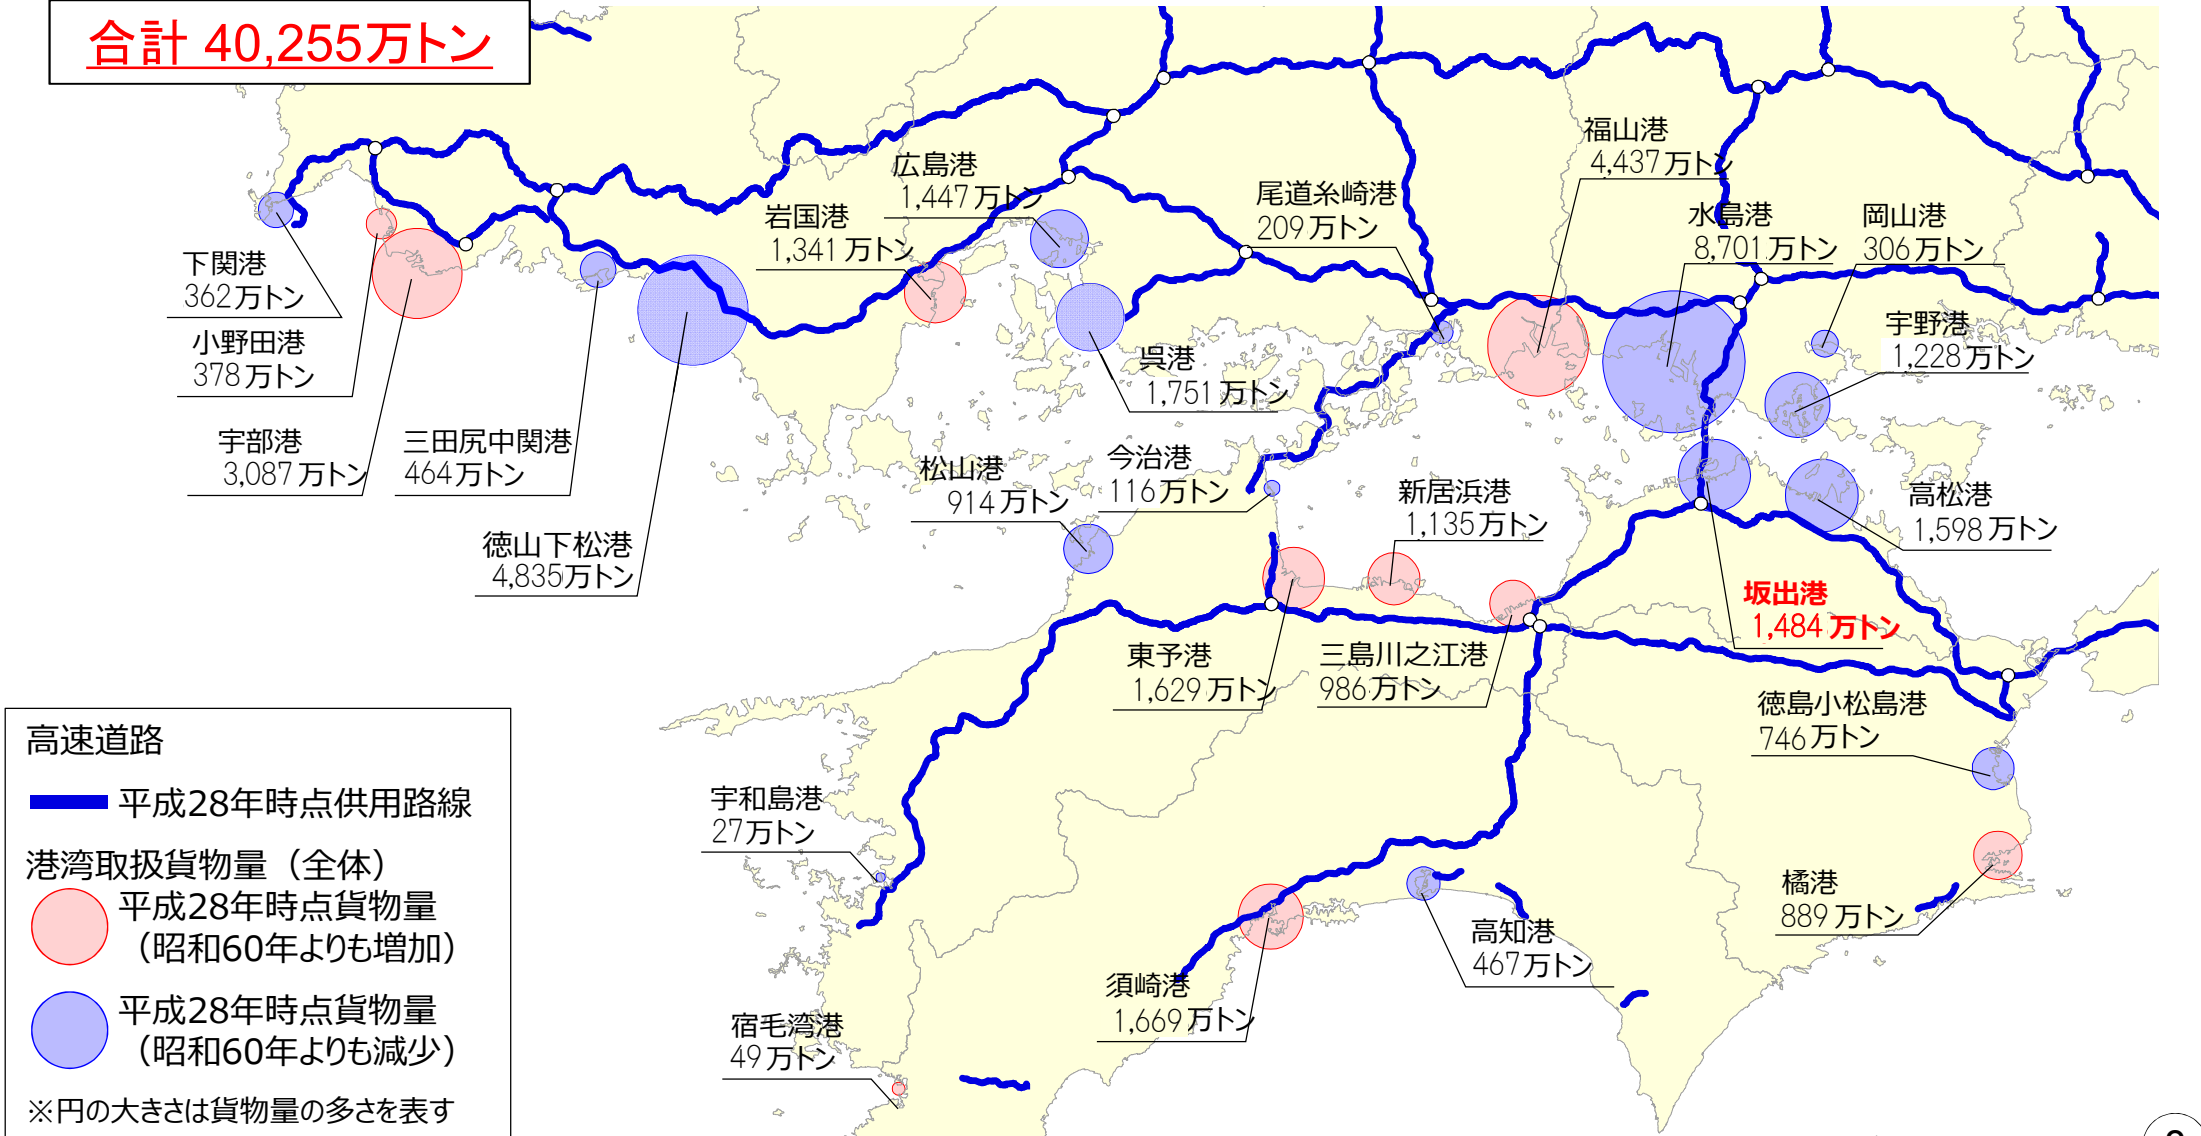 合計 40,255万トン
福山港
4,437万トン
広島港
1,447万トン
尾道糸崎港
209万トン
岩国港
1,341万トン
水島港
8,701万トン
岡山港
306万トン
下関港
362万トン
小野田港
378万トン
宇野港
1,228万トン
呉港
1,751万トン
宇部港
3,087万トン
三田尻中関港
464万トン
松山港
914万トン
今治港
116万トン
新居浜港
1,135万トン
高松港
1,598万トン
徳山下松港
4,835万トン
坂出港
1,484万トン
東予港
1,629万トン
三島川之江港
986万トン
徳島小松島港
746万トン
宇和島港
27万トン
橘港
889万トン
高知港
467万トン
須崎港
1,669万トン
宿毛湾港
49万トン
高速道路
平成28年時点供用路線
港湾取扱貨物量（全体）
平成28年時点貨物量
（昭和60年よりも増加）
平成28年時点貨物量
（昭和60年よりも減少）
※円の大きさは貨物量の多さを表す